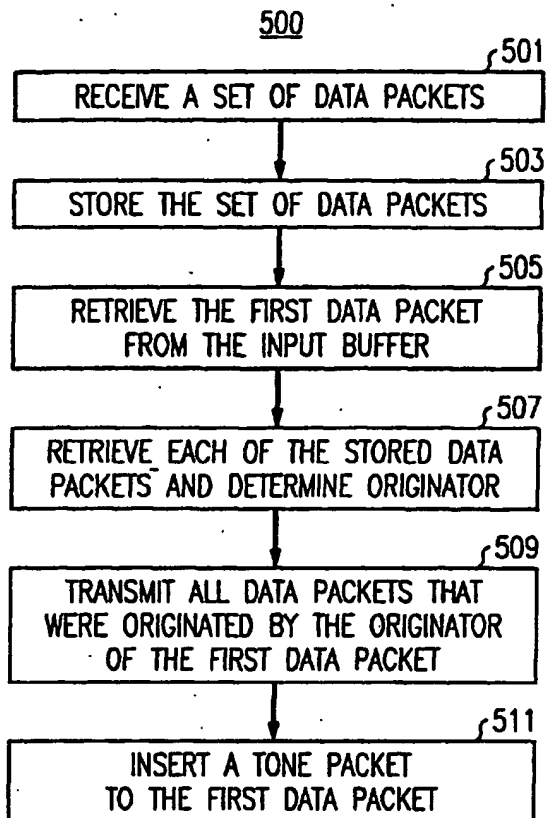 500
501
RECEIVE A SET OF DATA PACKETS
503
STORE THE SET OF DATA PACKETS
505
RETRIEVE THE FIRST DATA PACKET
FROM THE INPUT BUFFER
507
RETRIEVE EACH OF THE STORED DATA
PACKETS AND DETERMINE ORIGINATOR
509
TRANSMIT ALL DATA PACKETS THAT
WERE ORIGINATED BY THE ORIGINATOR
OF THE FIRST DATA PACKET
511
INSERT A TONE PACKET
TO THE FIRST DATA PACKET